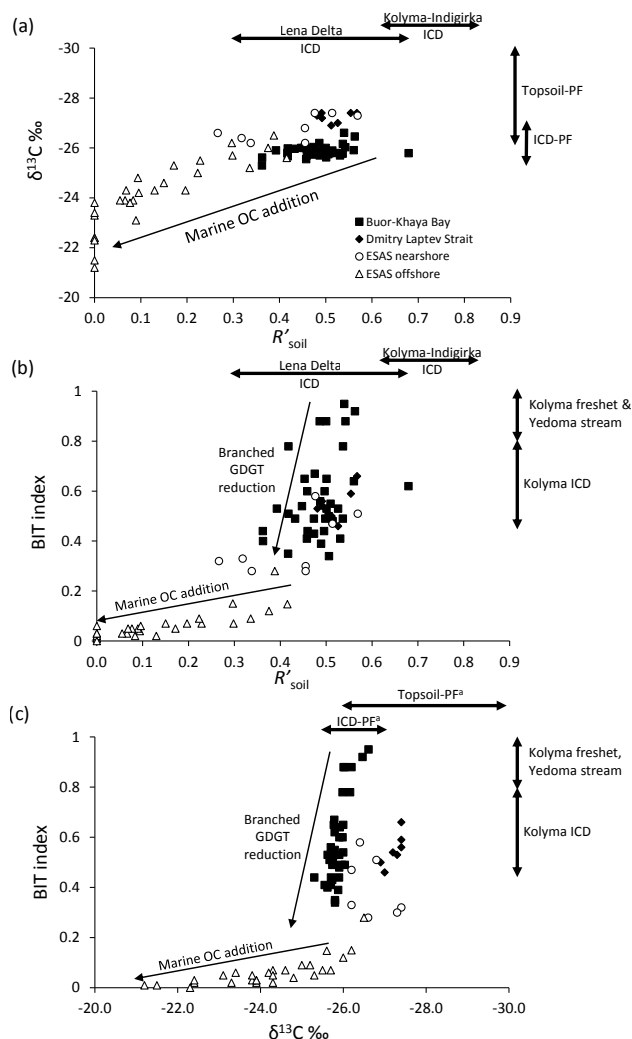 (a)
Lena Delta
ICD
Kolyma-Indigirka
ICD
-30
-28
-26
-24
-22
-20
δ13C ‰
Topsoil-PF
ICD-PF
Marine OC addition
Buor-Khaya Bay
Dmitry Laptev Strait
ESAS nearshore
ESAS offshore
0.0 0.1 0.2 0.3 0.4 0.5 0.6 0.7 0.8 0.9
R'soil
(b)
Lena Delta
ICD
Kolyma-Indigirka
ICD
1
0.8
0.6
0.4
0.2
0
BIT index
Branched
GDGT
reduction
Marine OC addition
Kolyma freshet &
Yedoma stream
Kolyma ICD
0.0 0.1 0.2 0.3 0.4 0.5 0.6 0.7 0.8 0.9
R'soil
(c)
Topsoil-PFa
ICD-PFa
1
0.8
0.6
0.4
0.2
0
BIT index
Branched
GDGT
reduction
Marine OC addition
Kolyma freshet,
Yedoma stream
Kolyma ICD
-20.0 -22.0 -24.0 -26.0 -28.0 -30.0
δ13C ‰